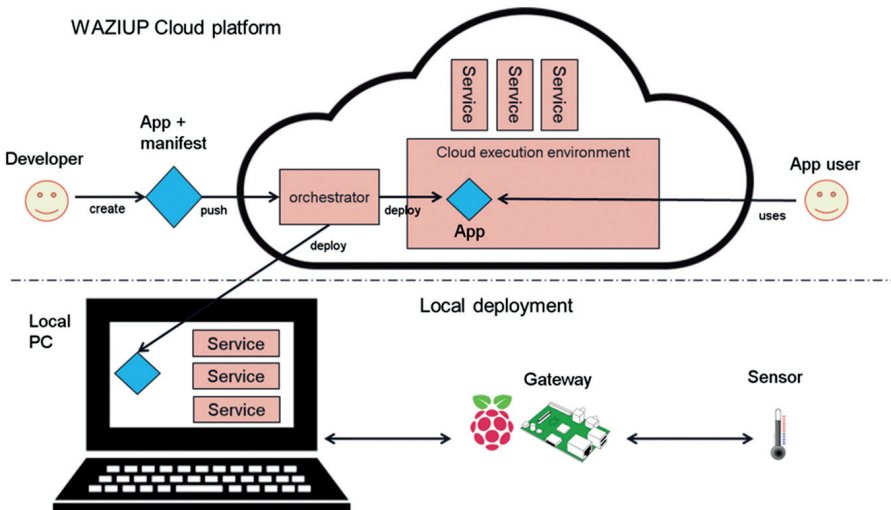 WAZIUP Cloud platform
Service
Service
Service
App +
manifest
Cloud execution environment
Developer
App user
orchestrator
create
push
deploy
App
uses
deploy
Local deployment
Local
PC
Service
Service
Service
Gateway
Sensor